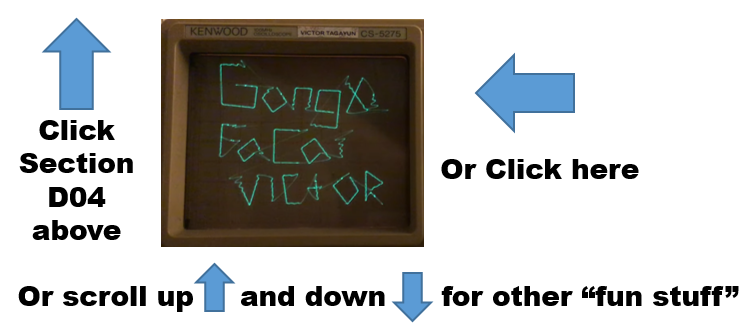 KENWOOD VICTOR TAGAYUN CS-5275
GongXi
FaCai
VICtOR
Click
Section
D04
above
Or Click here
Or scroll up and down for other “fun stuff”